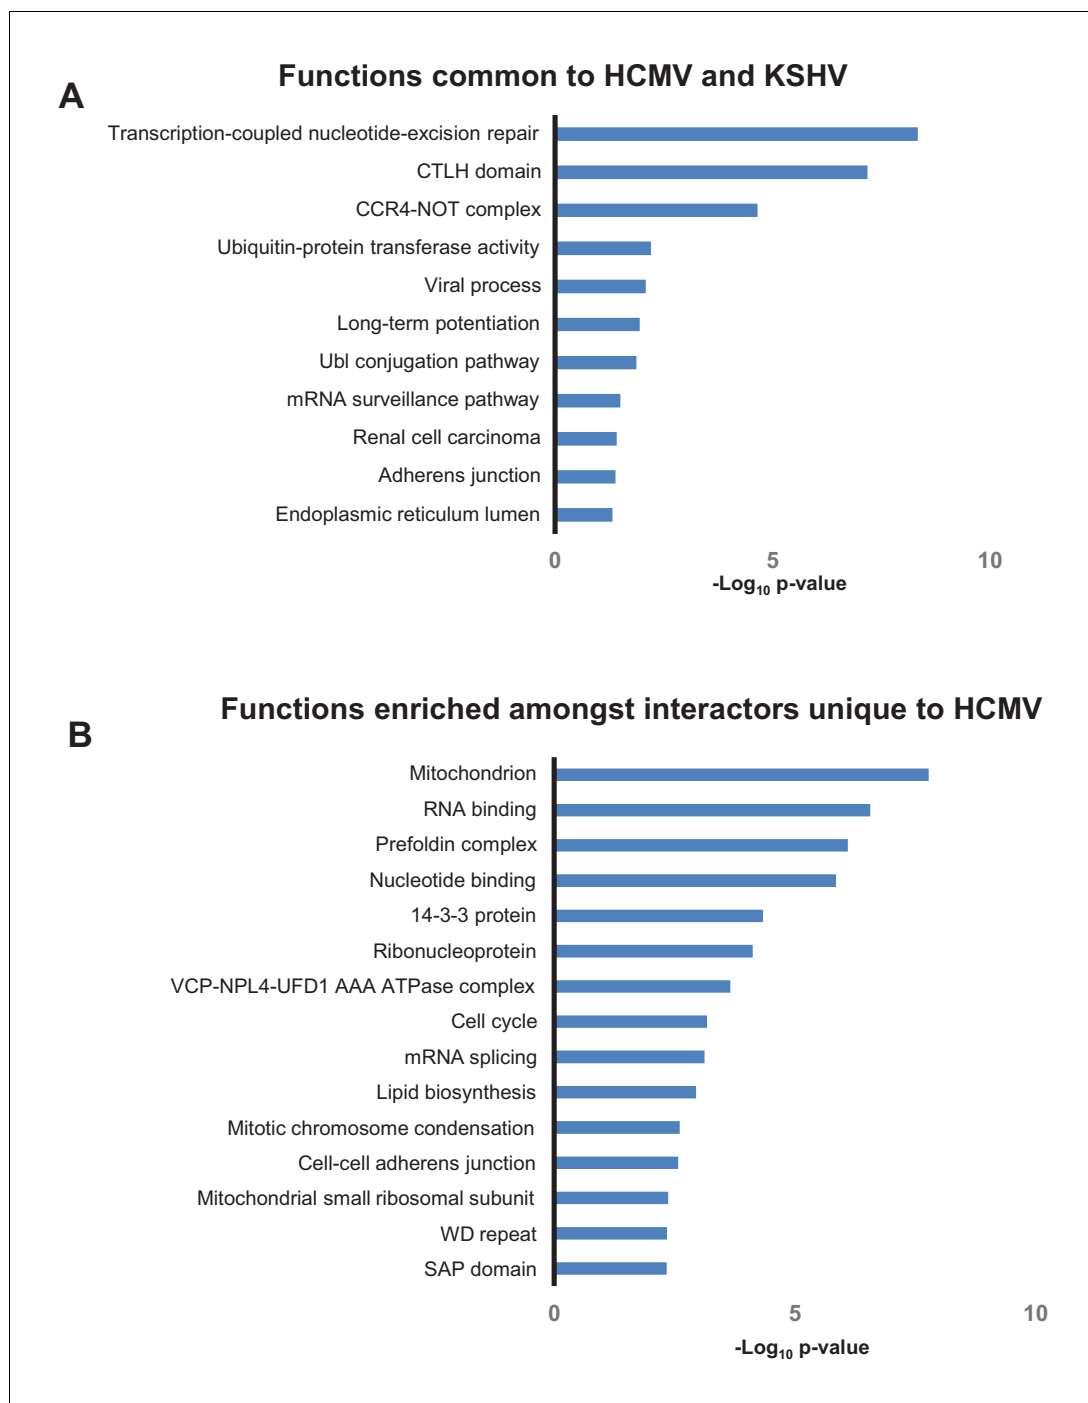 A
Functions common to HCMV and KSHV
Transcription-coupled nucleotide-excision repair
CTLH domain
CCR4-NOT complex
Ubiquitin-protein transferase activity
Viral process
Long-term potentiation
Ubl conjugation pathway
mRNA surveillance pathway
Renal cell carcinoma
Adherens junction
Endoplasmic reticulum lumen
0 5 10
-Log₁₀ p-value
B
Functions enriched amongst interactors unique to HCMV
Mitochondrion
RNA binding
Prefoldin complex
Nucleotide binding
14-3-3 protein
Ribonucleoprotein
VCP-NPL4-UFD1 AAA ATPase complex
Cell cycle
mRNA splicing
Lipid biosynthesis
Mitotic chromosome condensation
Cell-cell adherens junction
Mitochondrial small ribosomal subunit
WD repeat
SAP domain
0 5 10
-Log₁₀ p-value